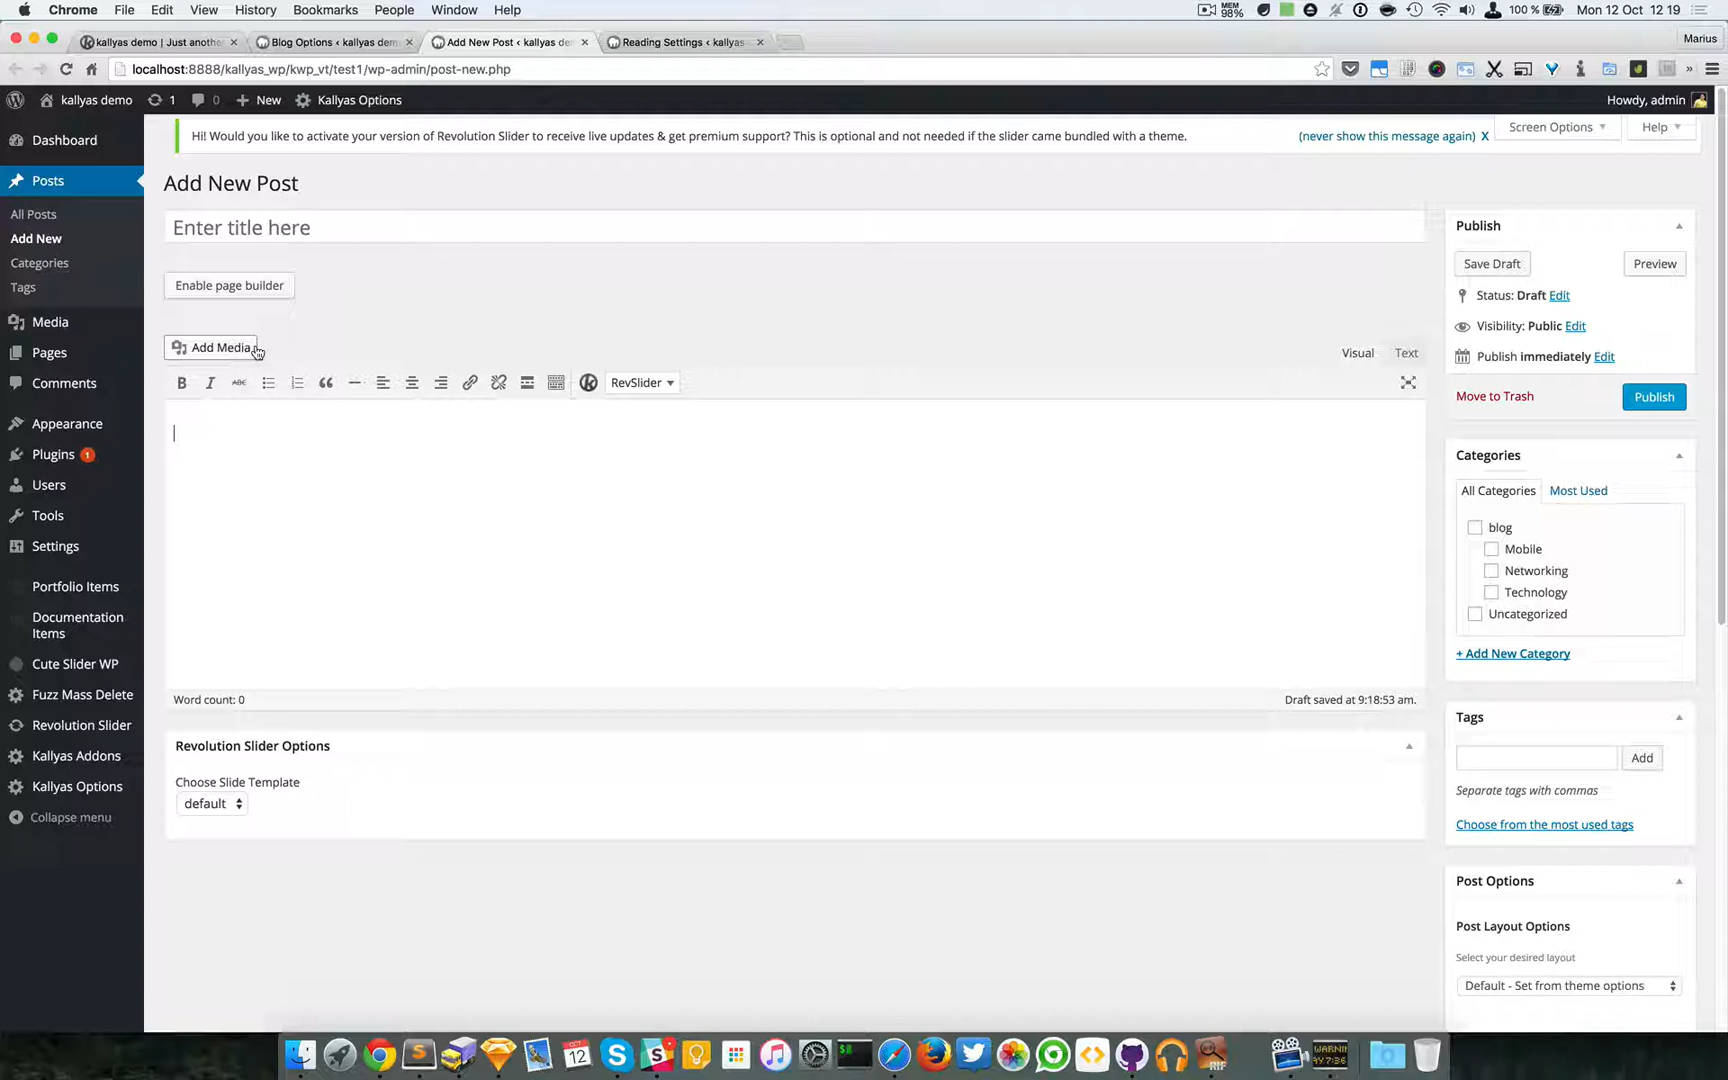 Chrome File Edit View History Bookmarks People Window Help MEM 98% 100 % Mon 12 Oct 12 19
kallyas demo | Just anoth Blog Options < kallyas dem Add New Post < kallyas de Reading Settings < kallyas Marius
localhost:8888/kallyas_wp/kwp_vt/test1/wp-admin/post-new.php
kallyas demo 1 0 New Kallyas Options Howdy, admin
Hi! Would you like to activate your version of Revolution Slider to receive live updates & get premium support? This is optional and not needed if the slider came bundled with a theme. (never show this message again) X Screen Options Help
Dashboard
Posts
All Posts
Add New
Categories
Tags
Media
Pages
Comments
Appearance
Plugins 1
Users
Tools
Settings
Portfolio Items
Documentation
Items
Cute Slider WP
Fuzz Mass Delete
Revolution Slider
Kallyas Addons
Kallyas Options
Collapse menu
Add New Post
Enter title here
Enable page builder
Add Media
Visual Text
B I ABC RevSlider
Word count: 0 Draft saved at 9:18:53 am.
Revolution Slider Options
Choose Slide Template
default
Publish
Save Draft Preview
Status: Draft Edit
Visibility: Public Edit
Publish immediately Edit
Move to Trash Publish
Categories
All Categories Most Used
blog
Mobile
Networking
Technology
Uncategorized
+ Add New Category
Tags
Add
Separate tags with commas
Choose from the most used tags
Post Options
Post Layout Options
Select your desired layout
Default - Set from theme options
OCT
12
RIF